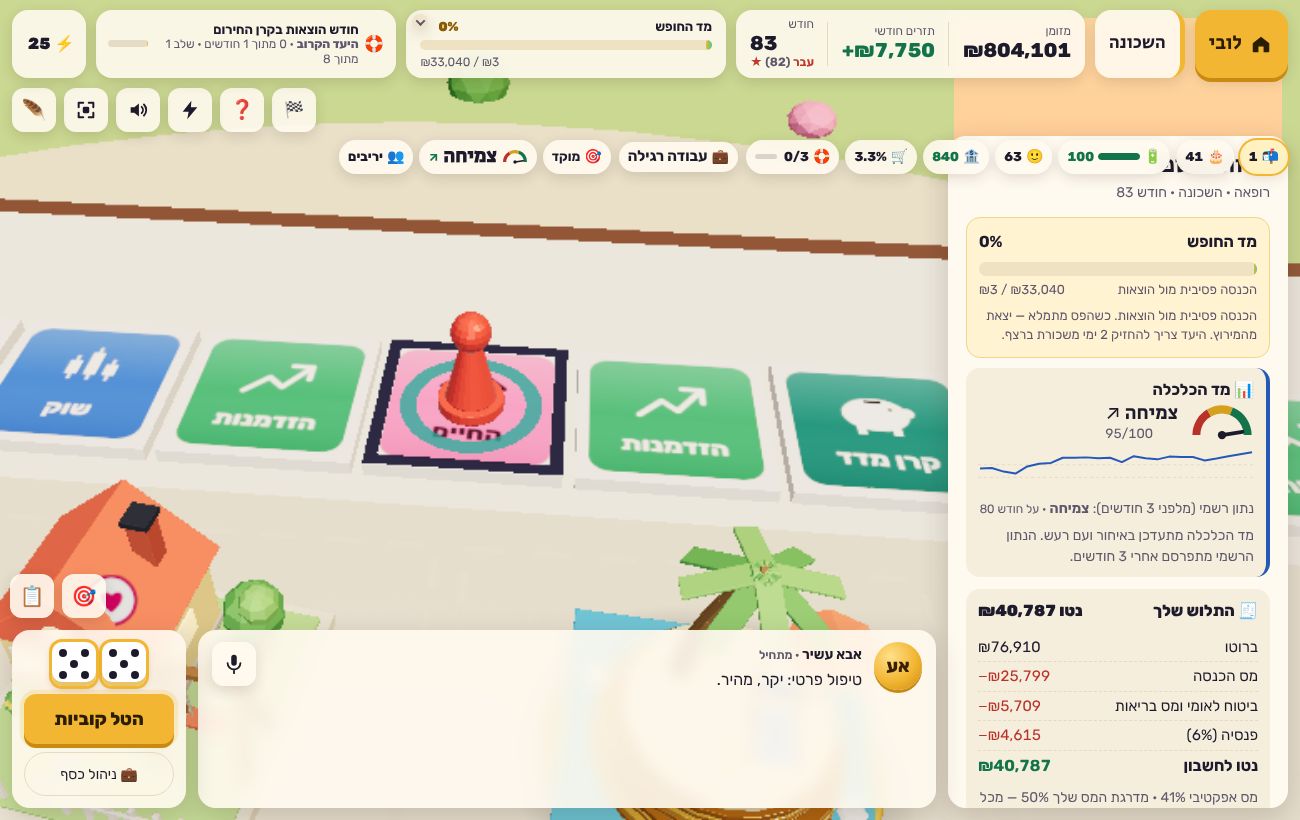 לובי
השכונה
מזומן
₪804,101
תזרים חודשי
+₪7,750
חודש
83
★ עבר (82)
מד החופש
0%
₪33,040 / ₪3
חודש הוצאות בקרן החירום
היעד הקרוב · 0 מתוך 1 חודשים · שלב 1
מתוך 8
25
1
41
100
63
840
3.3%
0/3
עבודה רגילה
מוקד
צמיחה
יריבים
רופאה · השכונה · חודש 83
מד החופש
0%
הכנסה פסיבית מול הוצאות
₪3 / ₪33,040
הכנסה פסיבית מול הוצאות. כשהפס מתמלא — יצאת
מהמירוץ. היעד צריך להחזיק 2 ימי משכורת ברצף.
מד הכלכלה
צמיחה
95/100
נתון רשמי (מלפני 3 חודשים): צמיחה · על חודש 80
מד הכלכלה מתעדכן באיחור ועם רעש. הנתון
הרשמי מתפרסם אחרי 3 חודשים.
התלוש שלך
נטו ₪40,787
ברוטו
₪76,910
מס הכנסה
−₪25,799
ביטוח לאומי ומס בריאות
−₪5,709
פנסיה (6%)
−₪4,615
נטו לחשבון
₪40,787
מס אפקטיבי 41% · מדרגת המס שלך 50% — מכל
קרן מדד
הזדמנות
החיים
הזדמנות
שוק
אע
אבא עשיר · מתחיל
טיפול פרטי: יקר, מהיר.
הטל קוביות
ניהול כסף